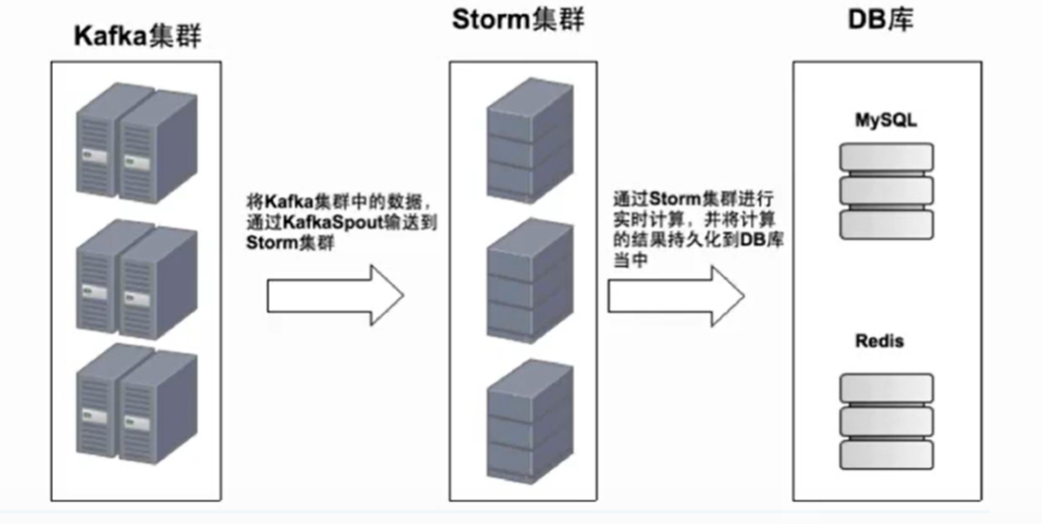 Kafka集群
Storm集群
DB库
将Kafka集群中的数据，
通过KafkaSpout输送到
Storm集群
通过Storm集群进行
实时计算，并将计算
的结果持久化到DB库
当中
MySQL
Redis